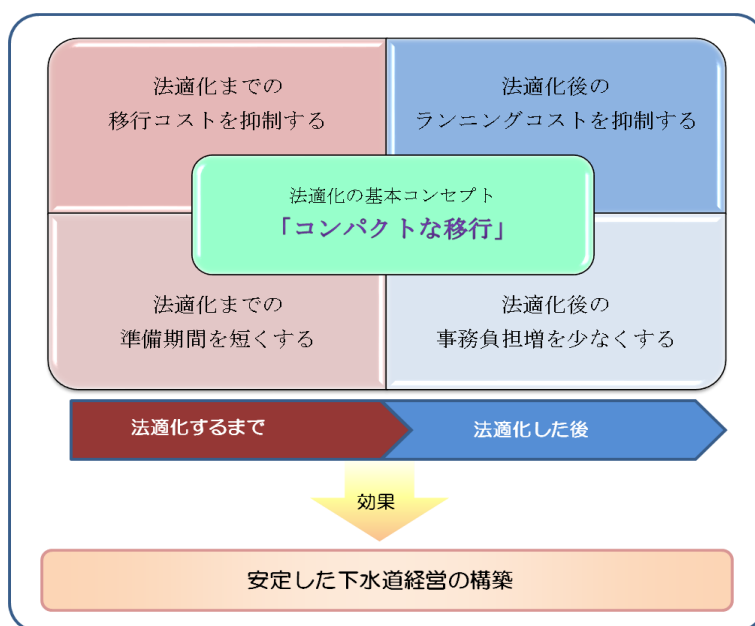 法適化までの
移行コストを抑制する
法適化後の
ランニングコストを抑制する
法適化の基本コンセプト
「コンパクトな移行」
法適化までの
準備期間を短くする
法適化後の
事務負担増を少なくする
法適化するまで
法適化した後
効果
安定した下水道経営の構築